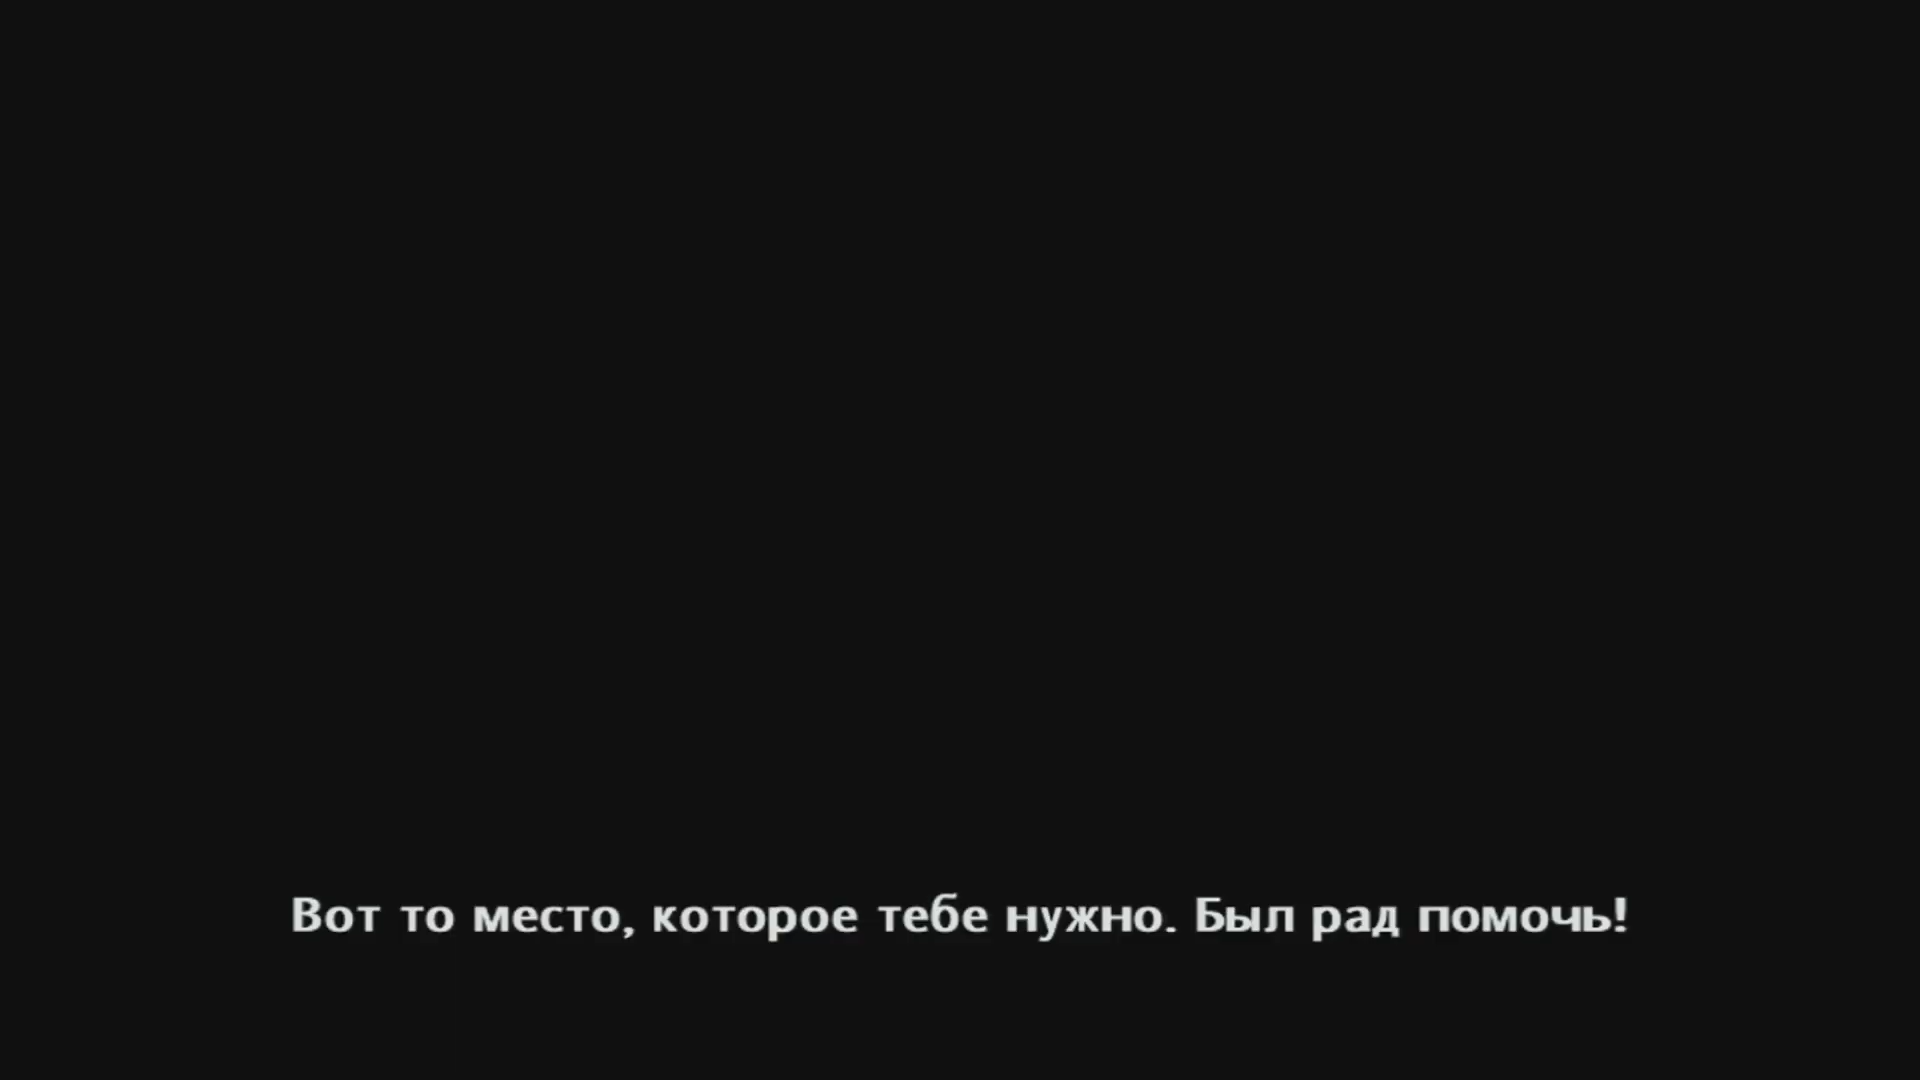 Вот то место, которое тебе нужно. Был рад помочь!